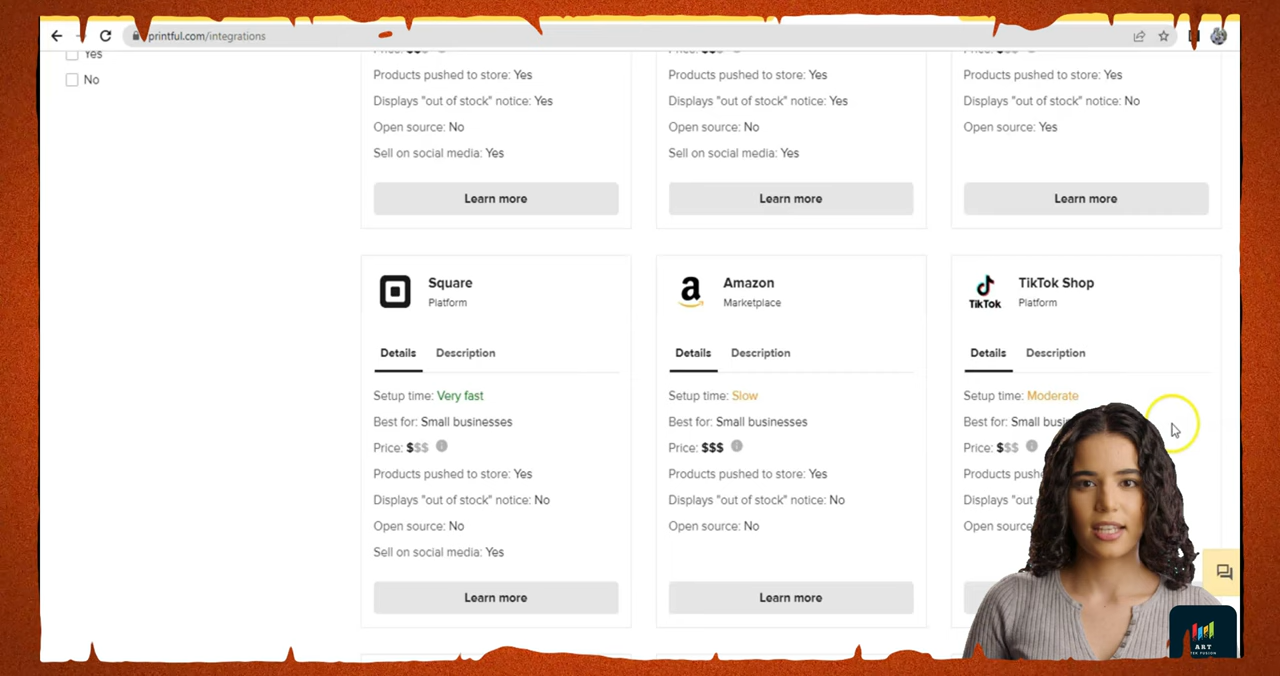 printful.com/integrations
Yes
No
Products pushed to store: Yes
Displays "out of stock" notice: Yes
Open source: No
Sell on social media: Yes
Learn more
Products pushed to store: Yes
Displays "out of stock" notice: Yes
Open source: No
Sell on social media: Yes
Learn more
Products pushed to store: Yes
Displays "out of stock" notice: No
Open source: Yes
Learn more
Square
Platform
Details Description
Setup time: Very fast
Best for: Small businesses
Price: $$$
Products pushed to store: Yes
Displays "out of stock" notice: No
Open source: No
Sell on social media: Yes
Learn more
a
Amazon
Marketplace
Details Description
Setup time: Slow
Best for: Small businesses
Price: $$$
Products pushed to store: Yes
Displays "out of stock" notice: No
Open source: No
Learn more
TikTok
TikTok Shop
Platform
Details Description
Setup time: Moderate
Best for: Small
Price: $$$
Products
Displays "out
Open source
ART